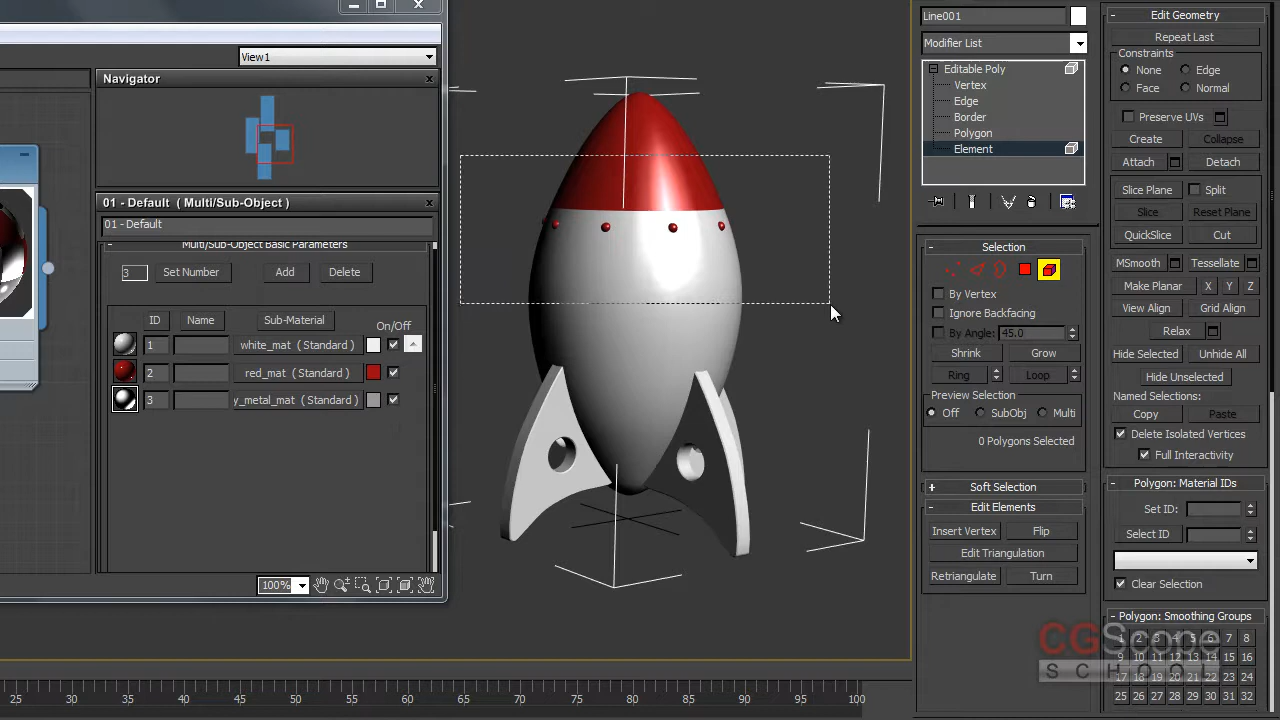 View1
Navigator
01 - Default ( Multi/Sub-Object )
01 - Default
Multi/Sub-Object Basic Parameters
3 Set Number Add Delete
ID Name Sub-Material On/Off
1 white_mat ( Standard )
2 red_mat ( Standard )
3 y_metal_mat ( Standard )
100%
25 30 35 40 45 50 55 60 65 70 75 80 85 90 95 100
Line001
Modifier List
Editable Poly
Vertex
Edge
Border
Polygon
Element
Selection
By Vertex
Ignore Backfacing
By Angle: 45.0
Shrink Grow
Ring Loop
Preview Selection
Off SubObj Multi
0 Polygons Selected
Soft Selection
Edit Elements
Insert Vertex Flip
Edit Triangulation
Retriangulate Turn
Edit Geometry
Repeat Last
Constraints
None Edge
Face Normal
Preserve UVs
Create Collapse
Attach Detach
Slice Plane Split
Slice Reset Plane
QuickSlice Cut
MSmooth Tessellate
Make Planar X Y Z
View Align Grid Align
Relax
Hide Selected Unhide All
Hide Unselected
Named Selections:
Copy Paste
Delete Isolated Vertices
Full Interactivity
Polygon: Material IDs
Set ID:
Select ID
Clear Selection
Polygon: Smoothing Groups
1 2 3 4 5 6 7 8
9 10 11 12 13 14 15 16
17 18 19 20 21 22 23 24
25 26 27 28 29 30 31 32
CGScope
SCHOOL